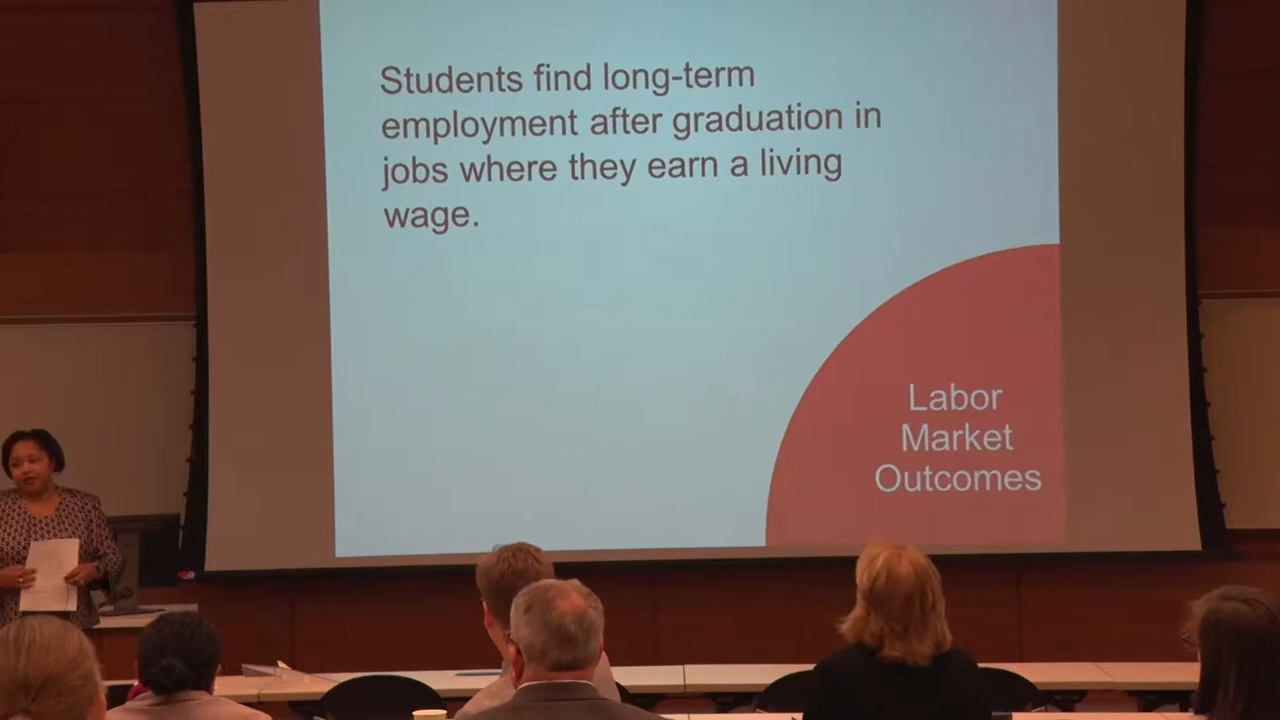 Students find long-term
employment after graduation in
jobs where they earn a living
wage.
Labor
Market
Outcomes